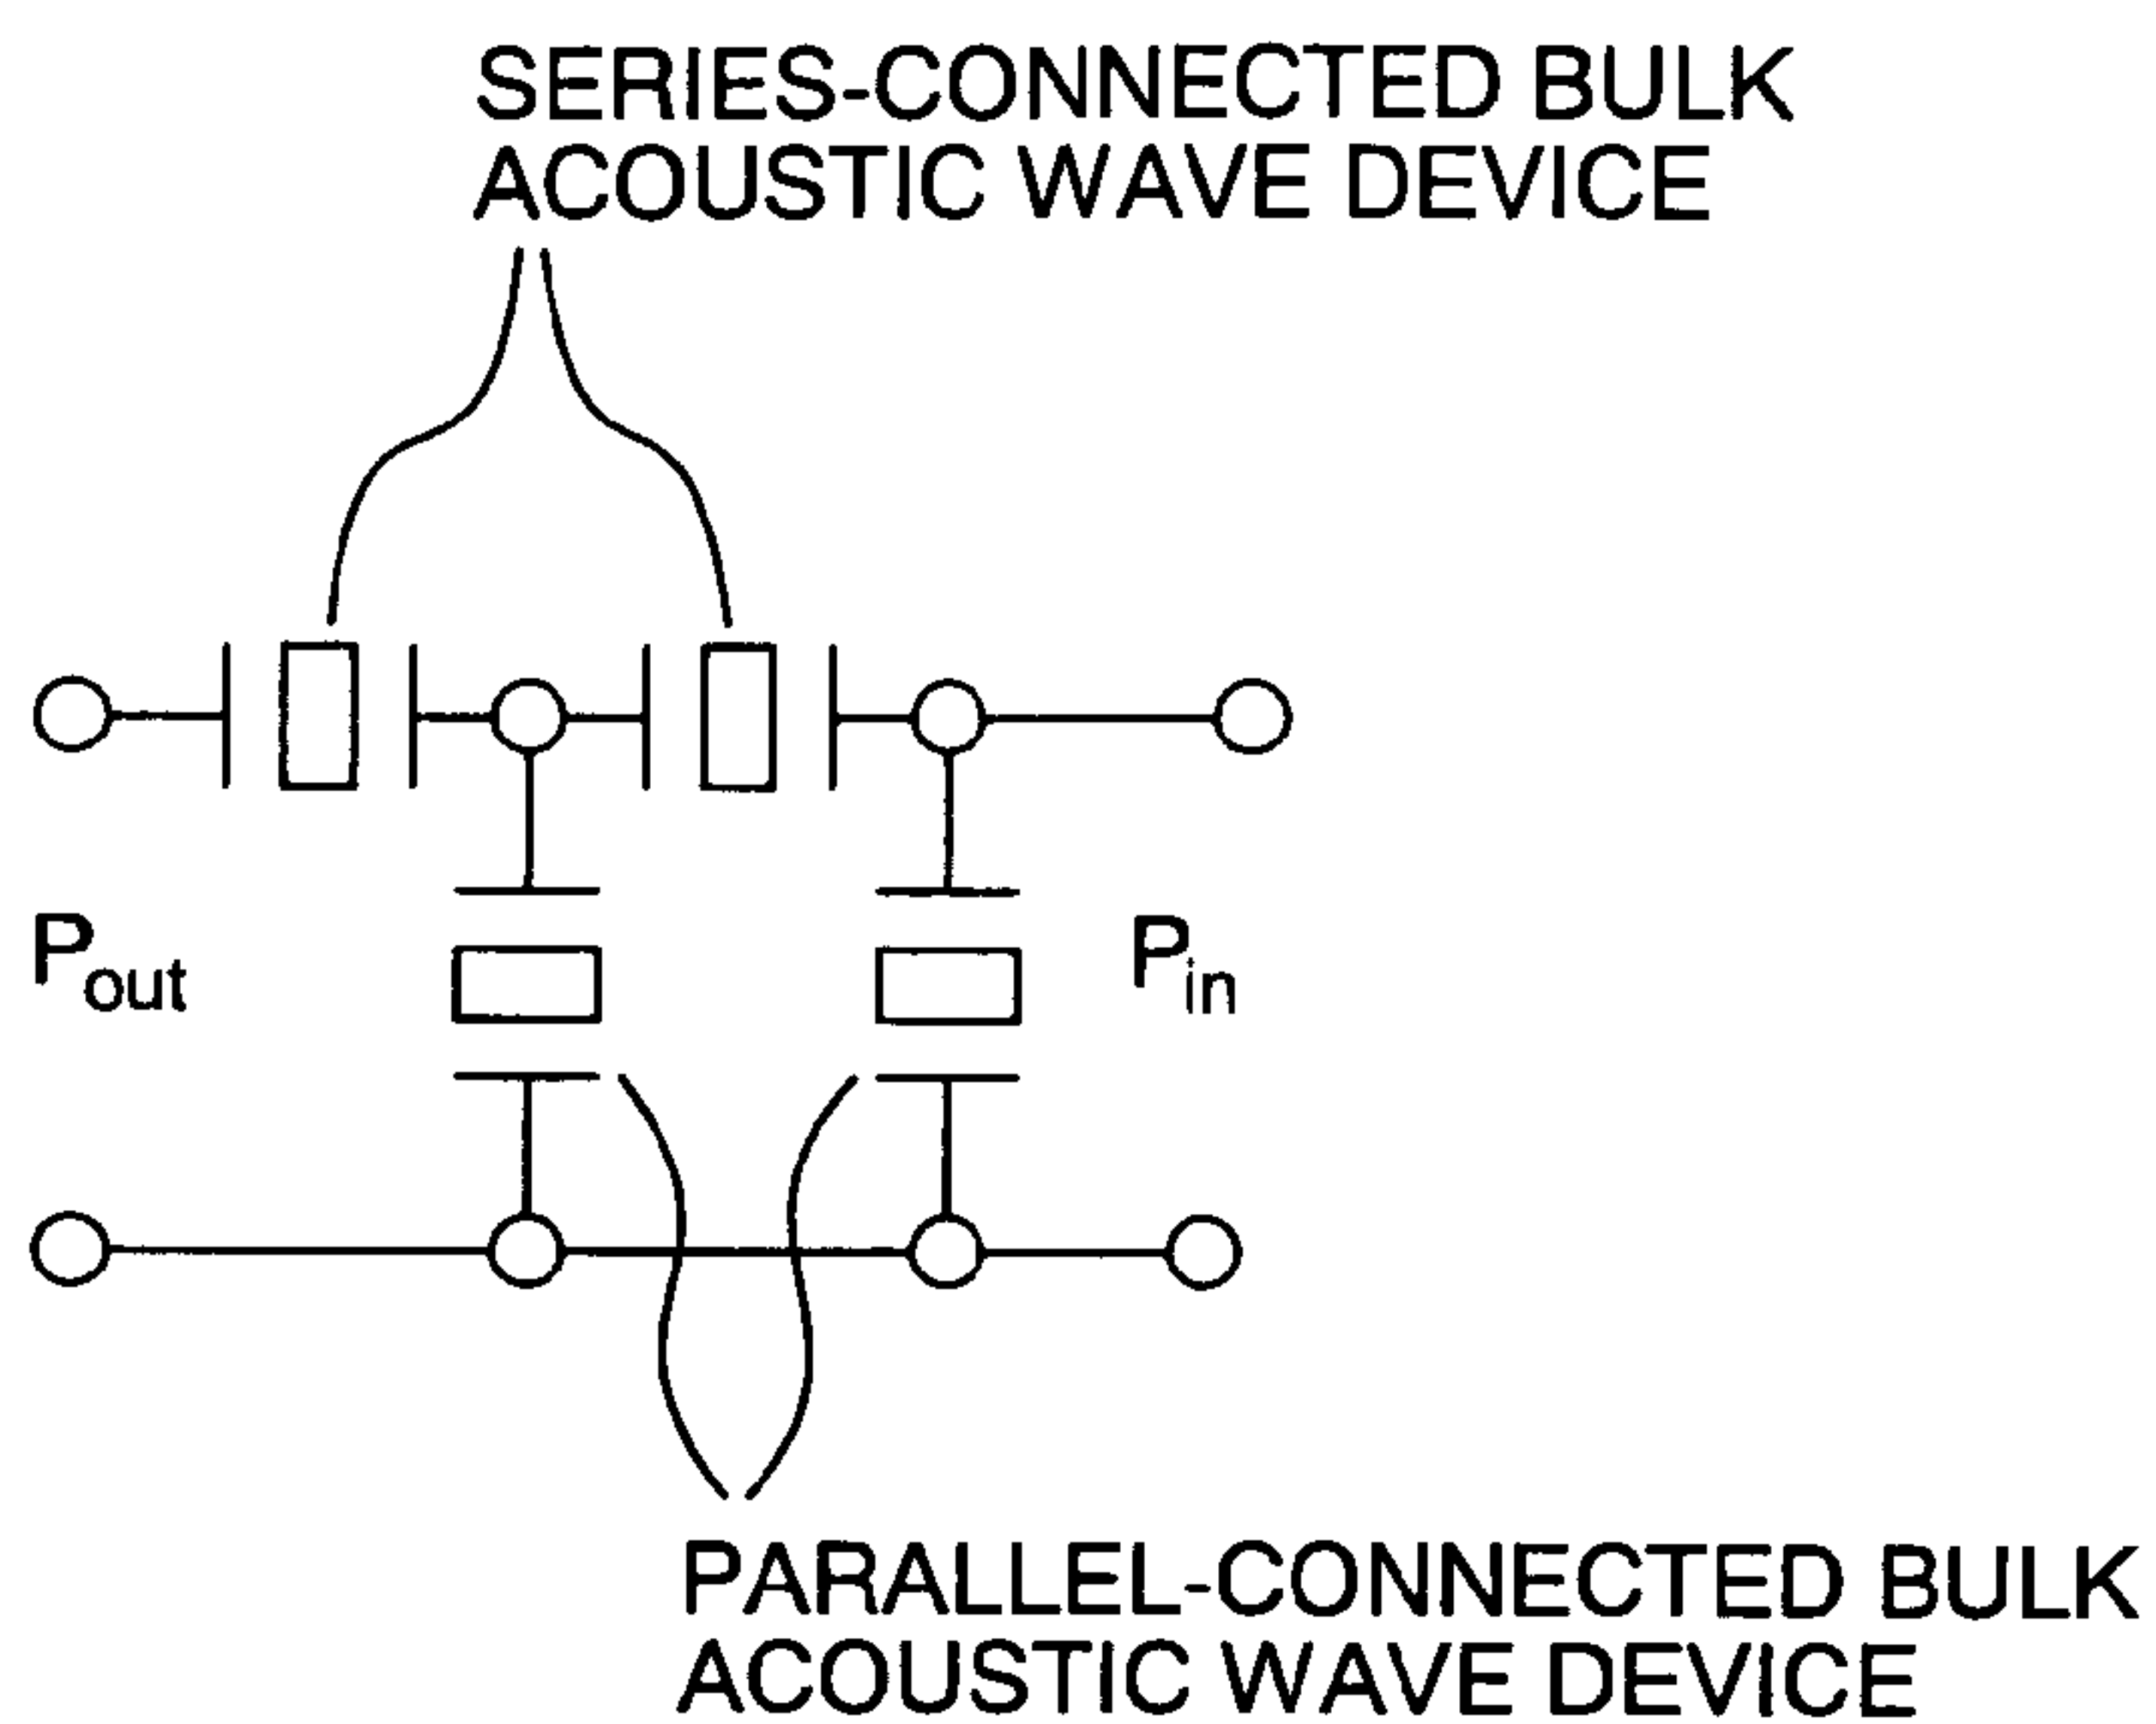 SERIES-CONNECTED BULK
ACOUSTIC WAVE DEVICE
Pout
Pin
PARALLEL-CONNECTED BULK
ACOUSTIC WAVE DEVICE